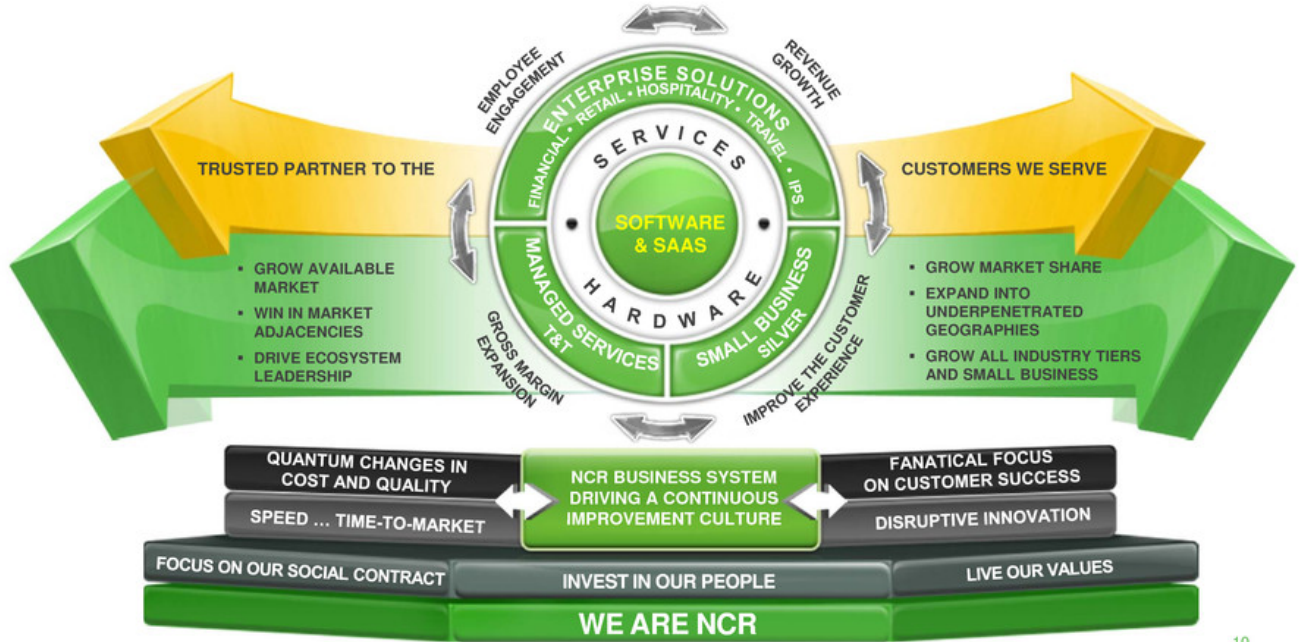 EMPLOYEE
ENGAGEMENT
REVENUE
GROWTH
ENTERPRISE SOLUTIONS
FINANCIAL • RETAIL • HOSPITALITY • TRAVEL • IPS
SERVICES
SOFTWARE
& SAAS
HARDWARE
MANAGED SERVICES
T&T
SMALL BUSINESS
SILVER
GROSS MARGIN
EXPANSION
IMPROVE THE CUSTOMER
EXPERIENCE
TRUSTED PARTNER TO THE
CUSTOMERS WE SERVE
▪ GROW AVAILABLE
MARKET
▪ WIN IN MARKET
ADJACENCIES
▪ DRIVE ECOSYSTEM
LEADERSHIP
▪ GROW MARKET SHARE
▪ EXPAND INTO
UNDERPENETRATED
GEOGRAPHIES
▪ GROW ALL INDUSTRY TIERS
AND SMALL BUSINESS
QUANTUM CHANGES IN
COST AND QUALITY
SPEED ... TIME-TO-MARKET
NCR BUSINESS SYSTEM
DRIVING A CONTINUOUS
IMPROVEMENT CULTURE
FANATICAL FOCUS
ON CUSTOMER SUCCESS
DISRUPTIVE INNOVATION
FOCUS ON OUR SOCIAL CONTRACT
INVEST IN OUR PEOPLE
LIVE OUR VALUES
WE ARE NCR